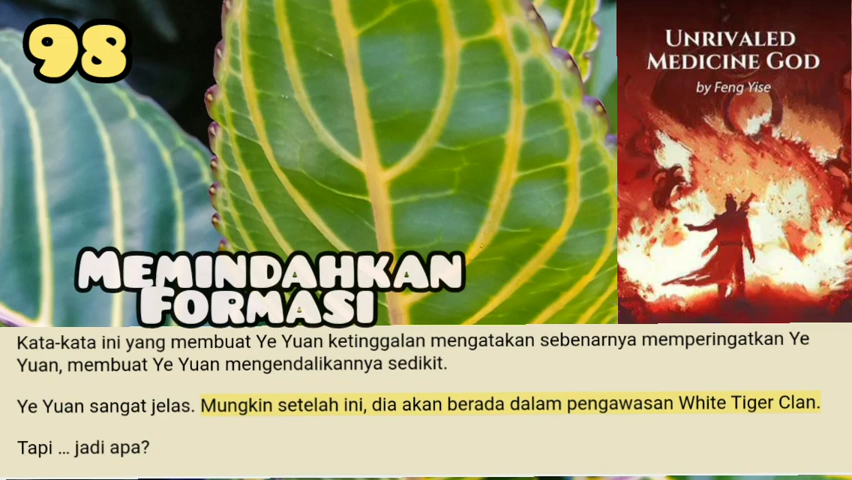 98
UNRIVALED
MEDICINE GOD
by Feng Yise
MEMINDAHKAN
FORMASI
Kata-kata ini yang membuat Ye Yuan ketinggalan mengatakan sebenarnya memperingatkan Ye
Yuan, membuat Ye Yuan mengendalikannya sedikit.
Ye Yuan sangat jelas. Mungkin setelah ini, dia akan berada dalam pengawasan White Tiger Clan.
Tapi ... jadi apa?